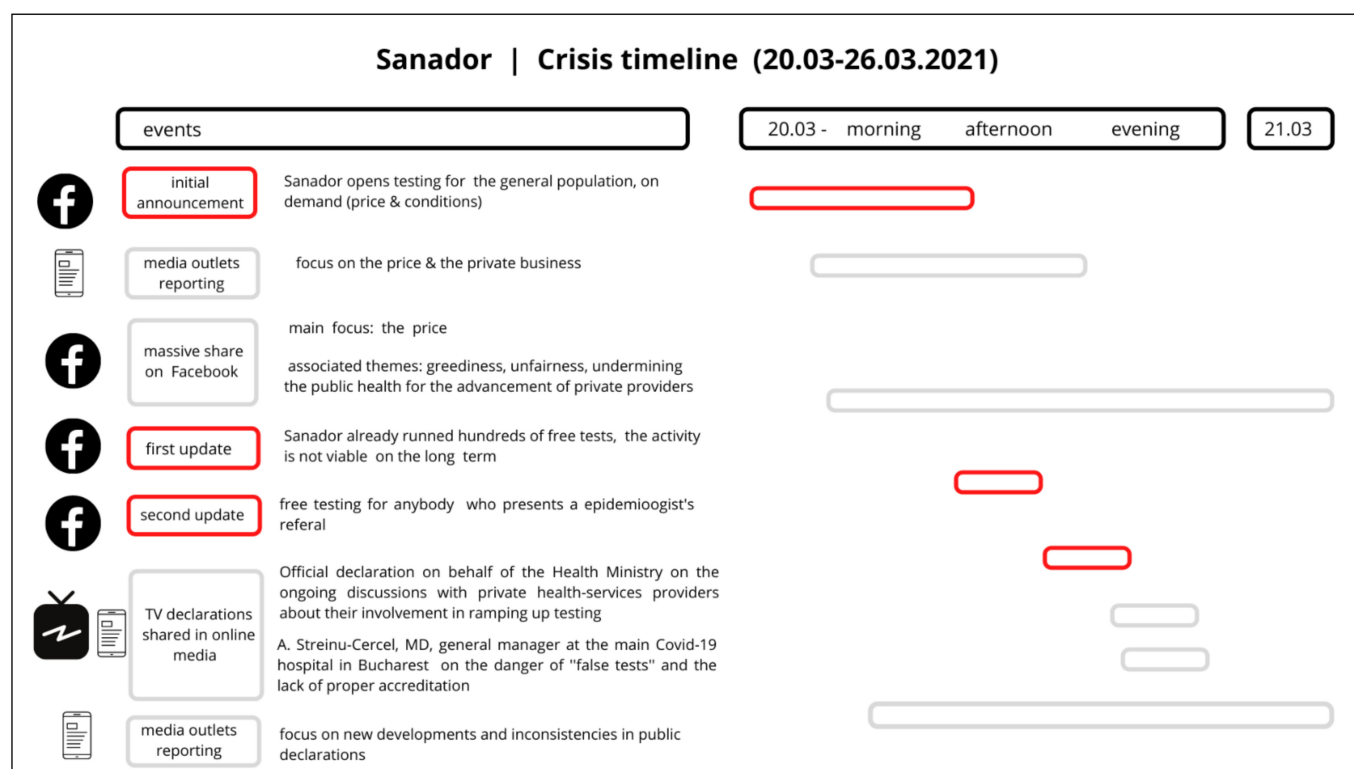 Sanador | Crisis timeline (20.03-26.03.2021)
events
20.03 - morning afternoon evening
21.03
initial
announcement
Sanador opens testing for the general population, on
demand (price & conditions)
media outlets
reporting
focus on the price & the private business
massive share
on Facebook
main focus: the price
associated themes: greediness, unfairness, undermining
the public health for the advancement of private providers
first update
Sanador already runned hundreds of free tests, the activity
is not viable on the long term
second update
free testing for anybody who presents a epidemioogist's
referal
TV declarations
shared in online
media
Official declaration on behalf of the Health Ministry on the
ongoing discussions with private health-services providers
about their involvement in ramping up testing
A. Streinu-Cercel, MD, general manager at the main Covid-19
hospital in Bucharest on the danger of "false tests" and the
lack of proper accreditation
media outlets
reporting
focus on new developments and inconsistencies in public
declarations